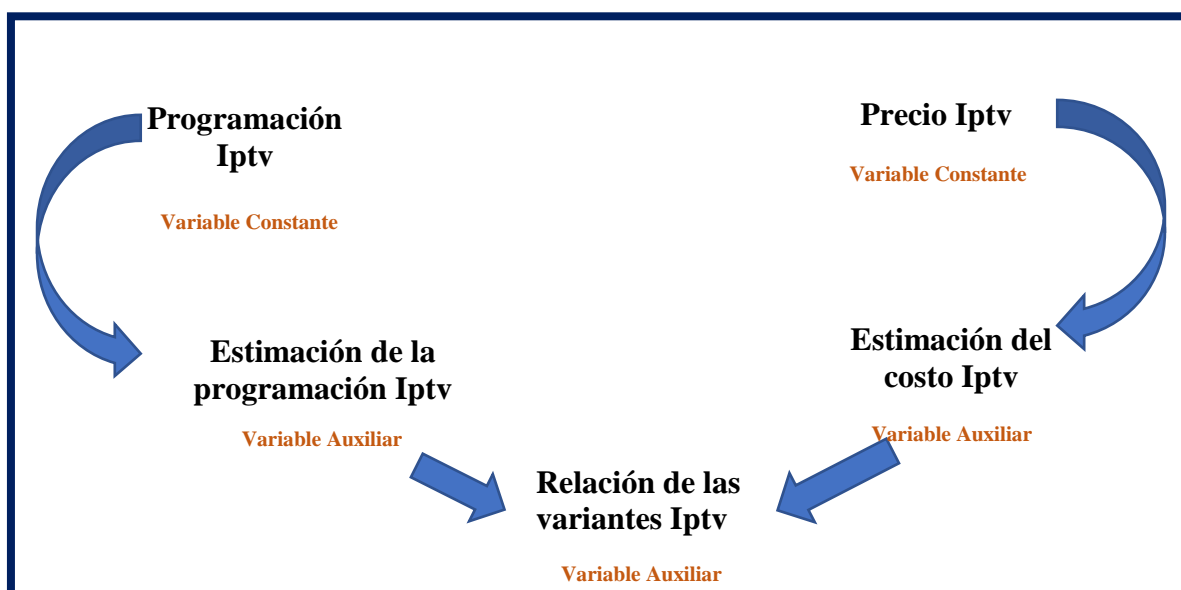 Programación
Iptv
Variable Constante
Precio Iptv
Variable Constante
Estimación de la
programación Iptv
Variable Auxiliar
Estimación del
costo Iptv
Variable Auxiliar
Relación de las
variantes Iptv
Variable Auxiliar